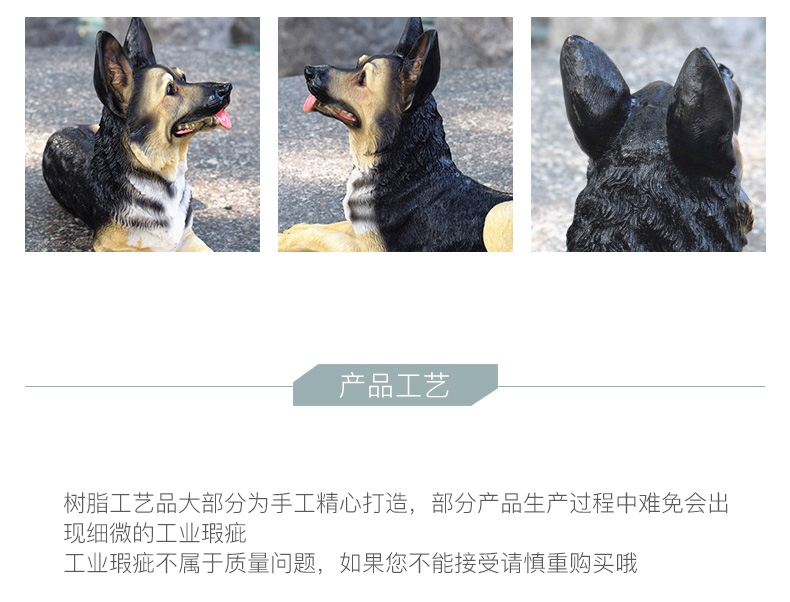 产品工艺
树脂工艺品大部分为手工精心打造，部分产品生产过程中难免会出
现细微的工业瑕疵
工业瑕疵不属于质量问题，如果您不能接受请慎重购买哦